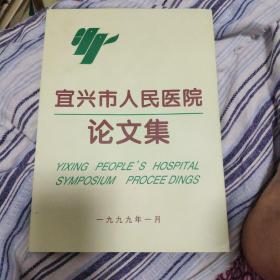 宜兴市人民医院
论文集
YIXING PEOPLE'S HOSPITAL
SYMPOSIUM PROCEE DINGS
一九九九年一月